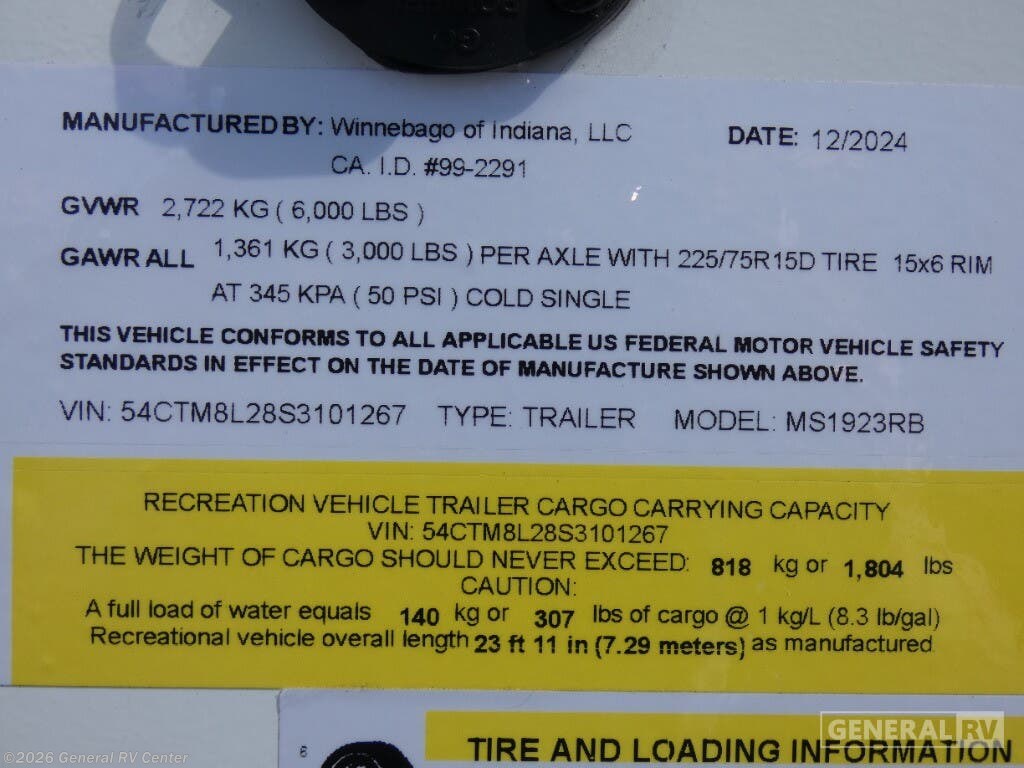 MANUFACTURED BY: Winnebago of Indiana, LLC DATE: 12/2024
CA. I.D. #99-2291
GVWR 2,722 KG ( 6,000 LBS )
GAWR ALL 1,361 KG ( 3,000 LBS ) PER AXLE WITH 225/75R15D TIRE 15x6 RIM
AT 345 KPA ( 50 PSI ) COLD SINGLE
THIS VEHICLE CONFORMS TO ALL APPLICABLE US FEDERAL MOTOR VEHICLE SAFETY
STANDARDS IN EFFECT ON THE DATE OF MANUFACTURE SHOWN ABOVE.
VIN: 54CTM8L28S3101267 TYPE: TRAILER MODEL: MS1923RB
RECREATION VEHICLE TRAILER CARGO CARRYING CAPACITY
VIN: 54CTM8L28S3101267
THE WEIGHT OF CARGO SHOULD NEVER EXCEED: 818 kg or 1,804 lbs
CAUTION:
A full load of water equals 140 kg or 307 lbs of cargo @ 1 kg/L (8.3 lb/gal)
Recreational vehicle overall length 23 ft 11 in (7.29 meters) as manufactured
GENERAL RV
6
TIRE AND LOADING INFORMATION
©2026 General RV Center